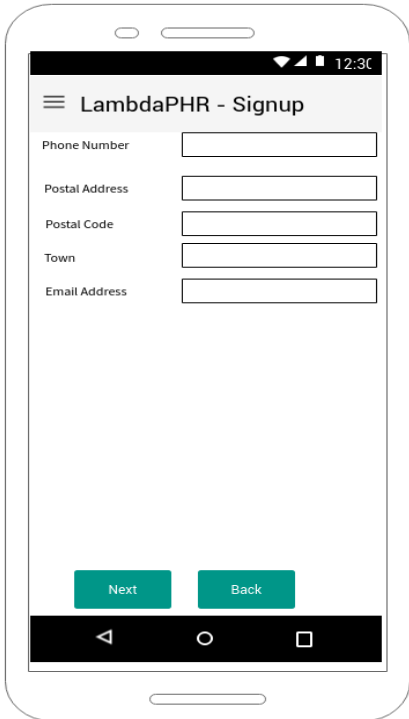 12:30
LambdaPHR - Signup
Phone Number
Postal Address
Postal Code
Town
Email Address
Next Back